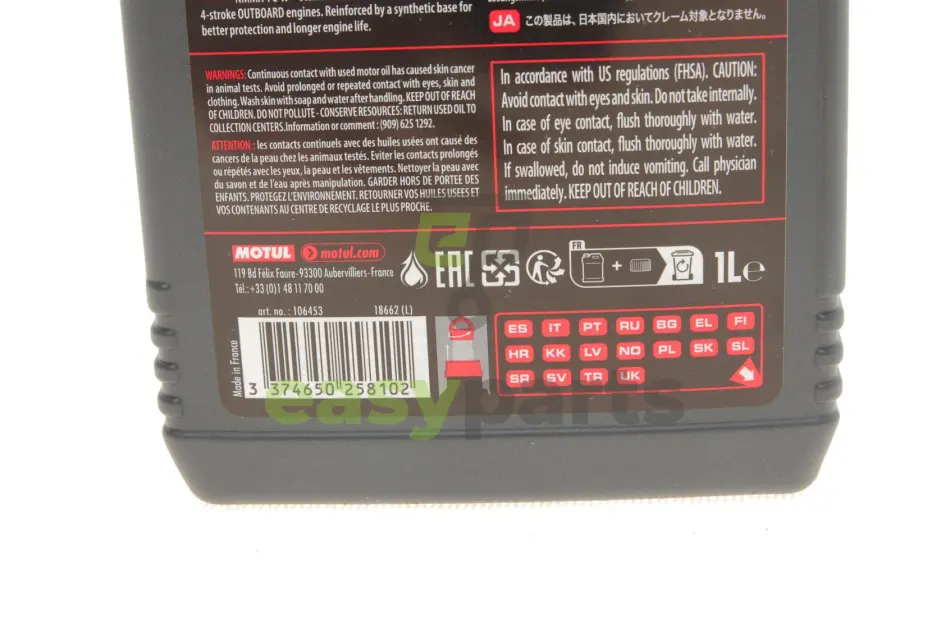 4-stroke OUTBOARD engines. Reinforced by a synthetic base for
better protection and longer engine life.
JA この製品は、日本国内においてクレーム対象となりません。
WARNINGS: Continuous contact with used motor oil has caused skin cancer
in animal tests. Avoid prolonged or repeated contact with eyes, skin and
clothing. Wash skin with soap and water after handling. KEEP OUT OF REACH
OF CHILDREN. DO NOT POLLUTE - CONSERVE RESOURCES: RETURN USED OIL TO
COLLECTION CENTERS.Information or comment : (909) 625 1292.
ATTENTION : les contacts continuels avec des huiles usées ont causé des
cancers de la peau chez les animaux testés. Eviter les contacts prolongés
ou répétés avec les yeux, la peau et les vêtements. Nettoyer la peau avec
du savon et de l'eau après manipulation. GARDER HORS DE PORTEE DES
ENFANTS. PROTEGEZ L'ENVIRONNEMENT. RETOURNER VOS HUILES USEES ET
VOS CONTENANTS AU CENTRE DE RECYCLAGE LE PLUS PROCHE.
In accordance with US regulations (FHSA). CAUTION:
Avoid contact with eyes and skin. Do not take internally.
In case of eye contact, flush thoroughly with water.
In case of skin contact, flush thoroughly with water.
If swallowed, do not induce vomiting. Call physician
immediately. KEEP OUT OF REACH OF CHILDREN.
MOTUL motul.com
119 Bd Félix Faure - 93300 Aubervilliers - France
Tél.: +33 (0)1 48 11 70 00
EAC
FR
+
1L e
art. no. : 106453 18662 (L)
Made in France
3 374650 258102
ES IT PT RU BG EL FI
HR KK LV NO PL SK SL
SR SV TR UK
easyparts